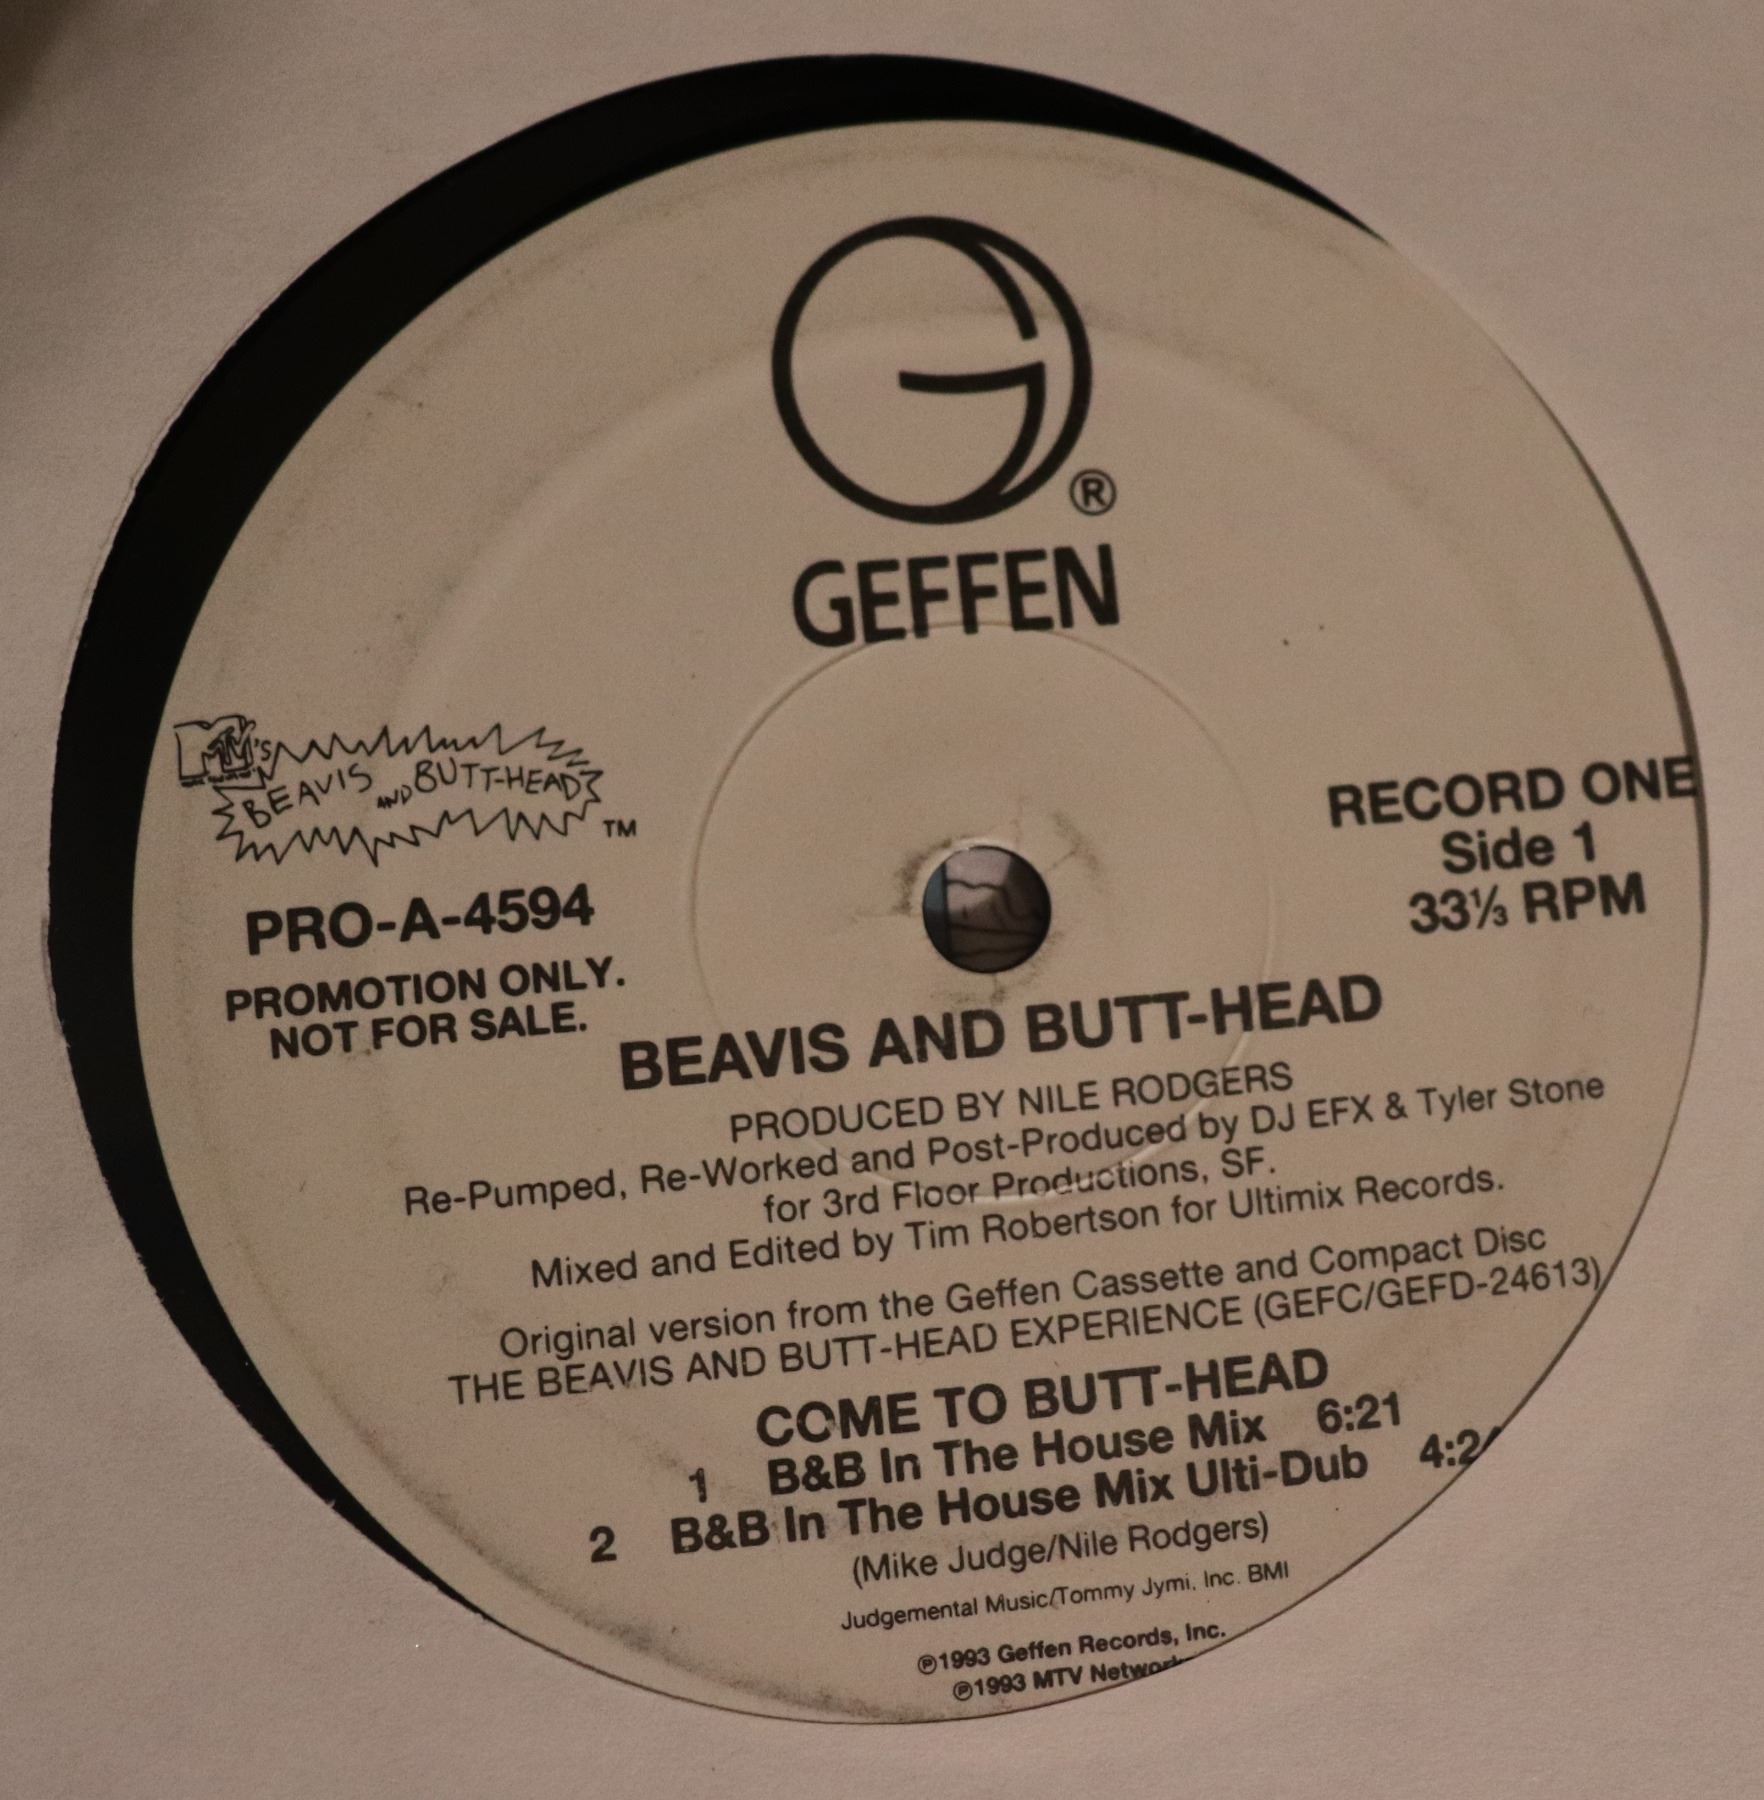 ®
GEFFEN
MTV'S
BEAVIS AND BUTT-HEAD
TM
PRO-A-4594
PROMOTION ONLY.
NOT FOR SALE.
RECORD ONE
Side 1
33⅓ RPM
BEAVIS AND BUTT-HEAD
PRODUCED BY NILE RODGERS
Re-Pumped, Re-Worked and Post-Produced by DJ EFX & Tyler Stone
for 3rd Floor Productions, SF.
Mixed and Edited by Tim Robertson for Ultimix Records.
Original version from the Geffen Cassette and Compact Disc
THE BEAVIS AND BUTT-HEAD EXPERIENCE (GEFC/GEFD-24613)
COME TO BUTT-HEAD
1 B&B In The House Mix 6:21
2 B&B In The House Mix Ulti-Dub
(Mike Judge/Nile Rodgers)
Judgemental Music/Tommy Jymi, Inc. BMI
℗1993 Geffen Records, Inc.
℗1993 MTV